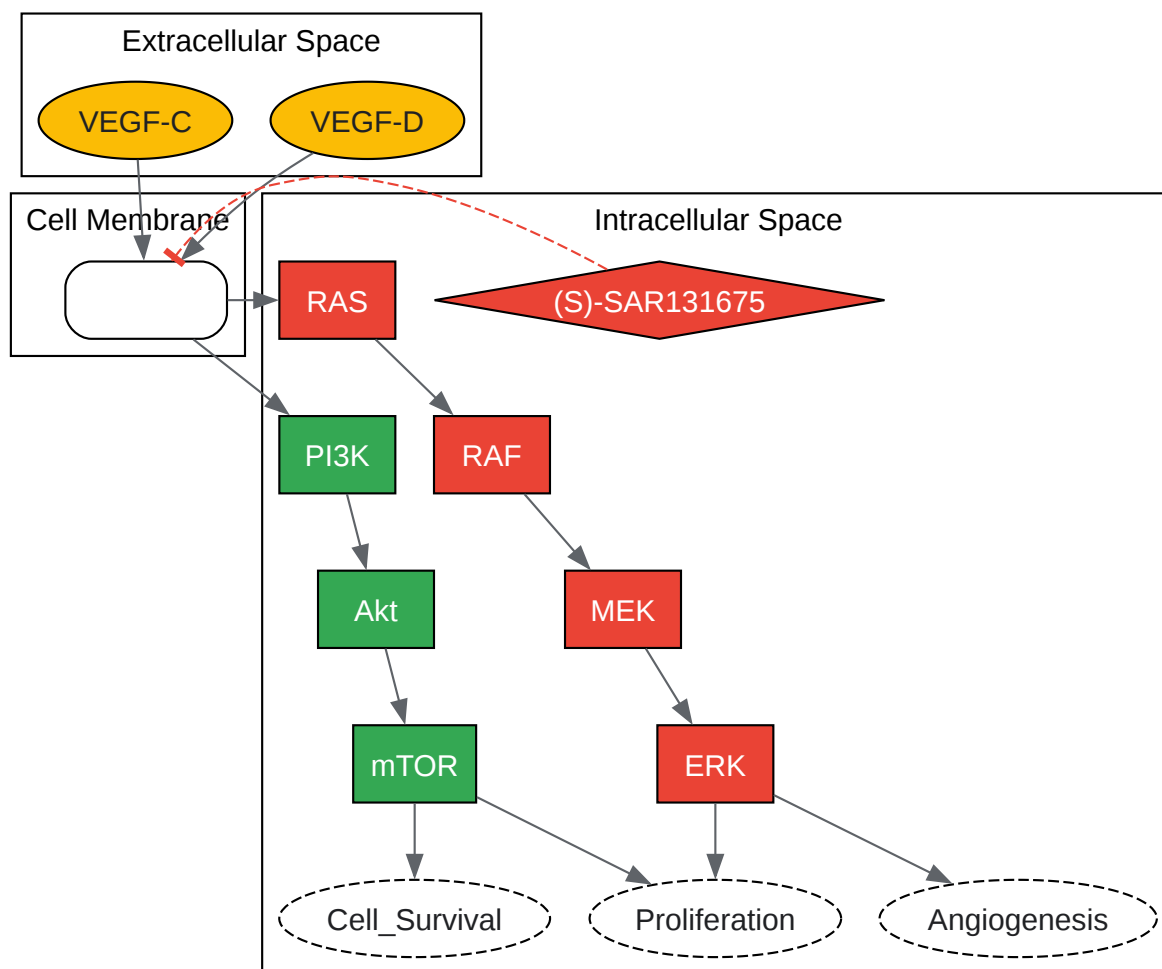 Extracellular Space
VEGF-C
VEGF-D
Cell Membrane
Intracellular Space
RAS
(S)-SAR131675
PI3K
RAF
Akt
MEK
mTOR
ERK
Cell_Survival
Proliferation
Angiogenesis